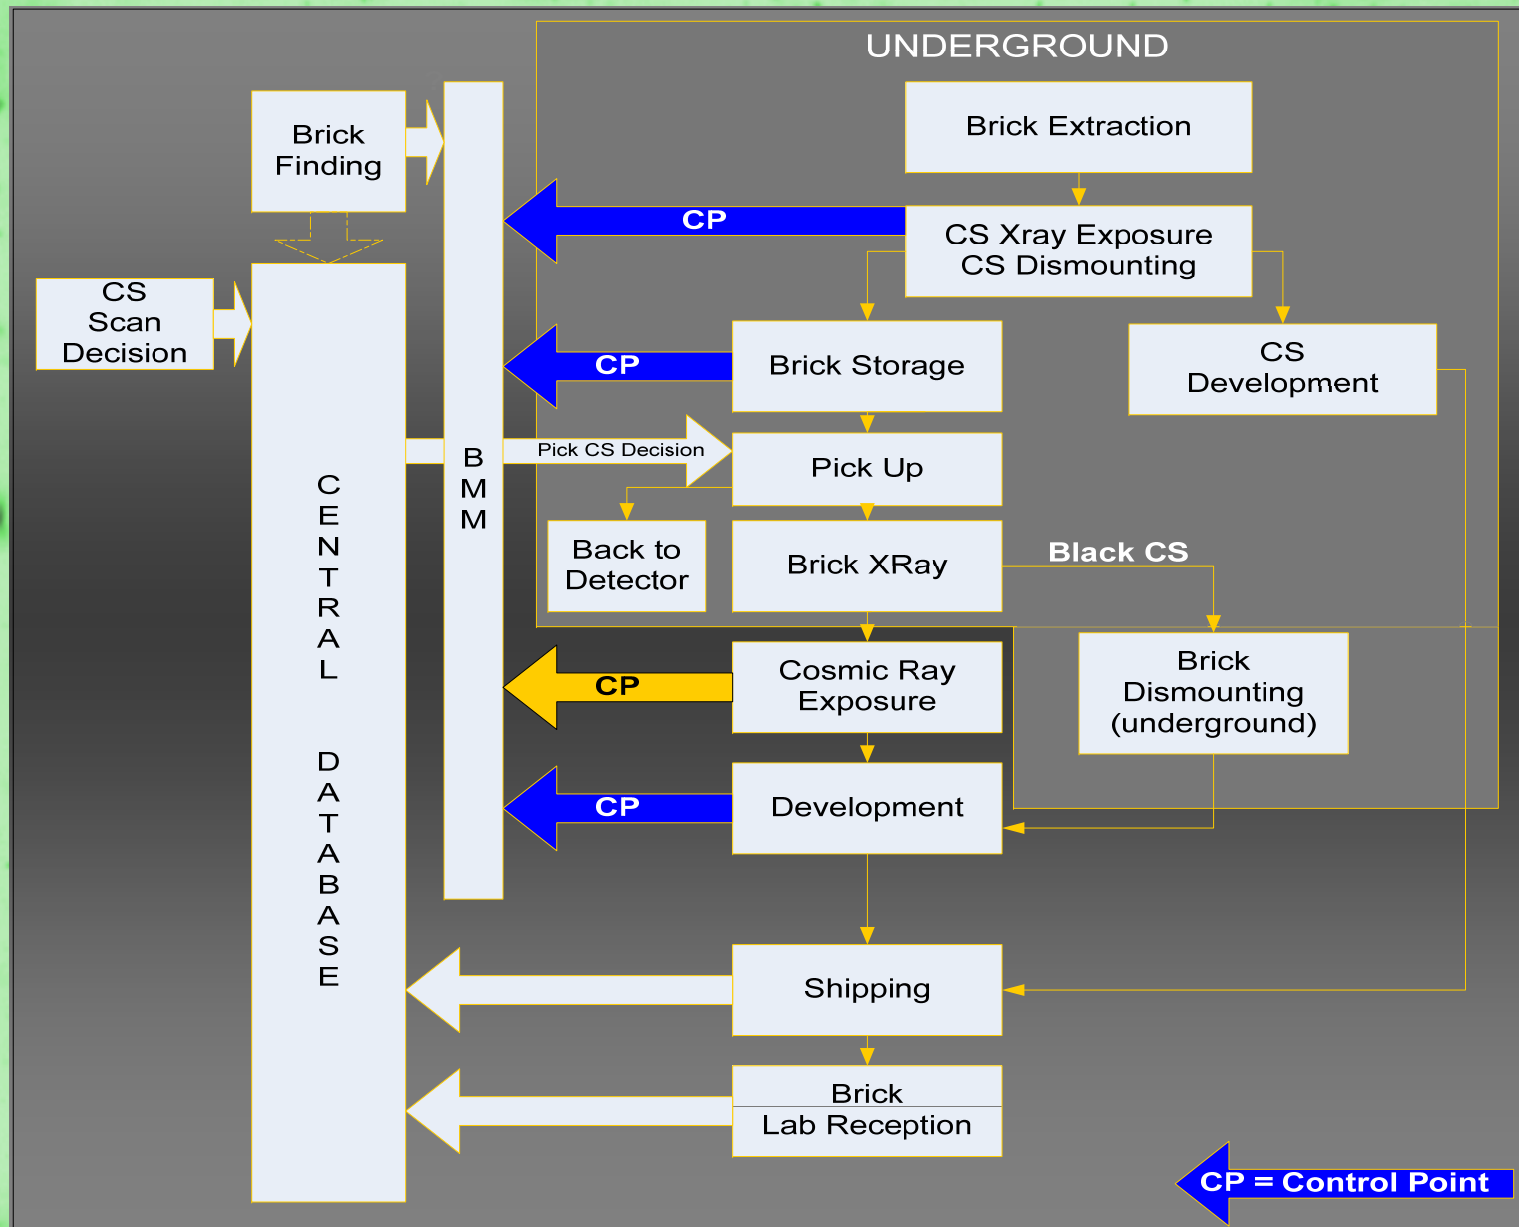 UNDERGROUND
Brick
Finding
Brick Extraction
CP
CS Xray Exposure
CS Dismounting
CS
Scan
Decision
CP
Brick Storage
CS
Development
Pick CS Decision
Pick Up
B
M
M
C
E
N
T
R
A
L
D
A
T
A
B
A
S
E
Back to
Detector
Brick XRay
Black CS
CP
Cosmic Ray
Exposure
Brick
Dismounting
(underground)
CP
Development
Shipping
Brick
Lab Reception
CP = Control Point